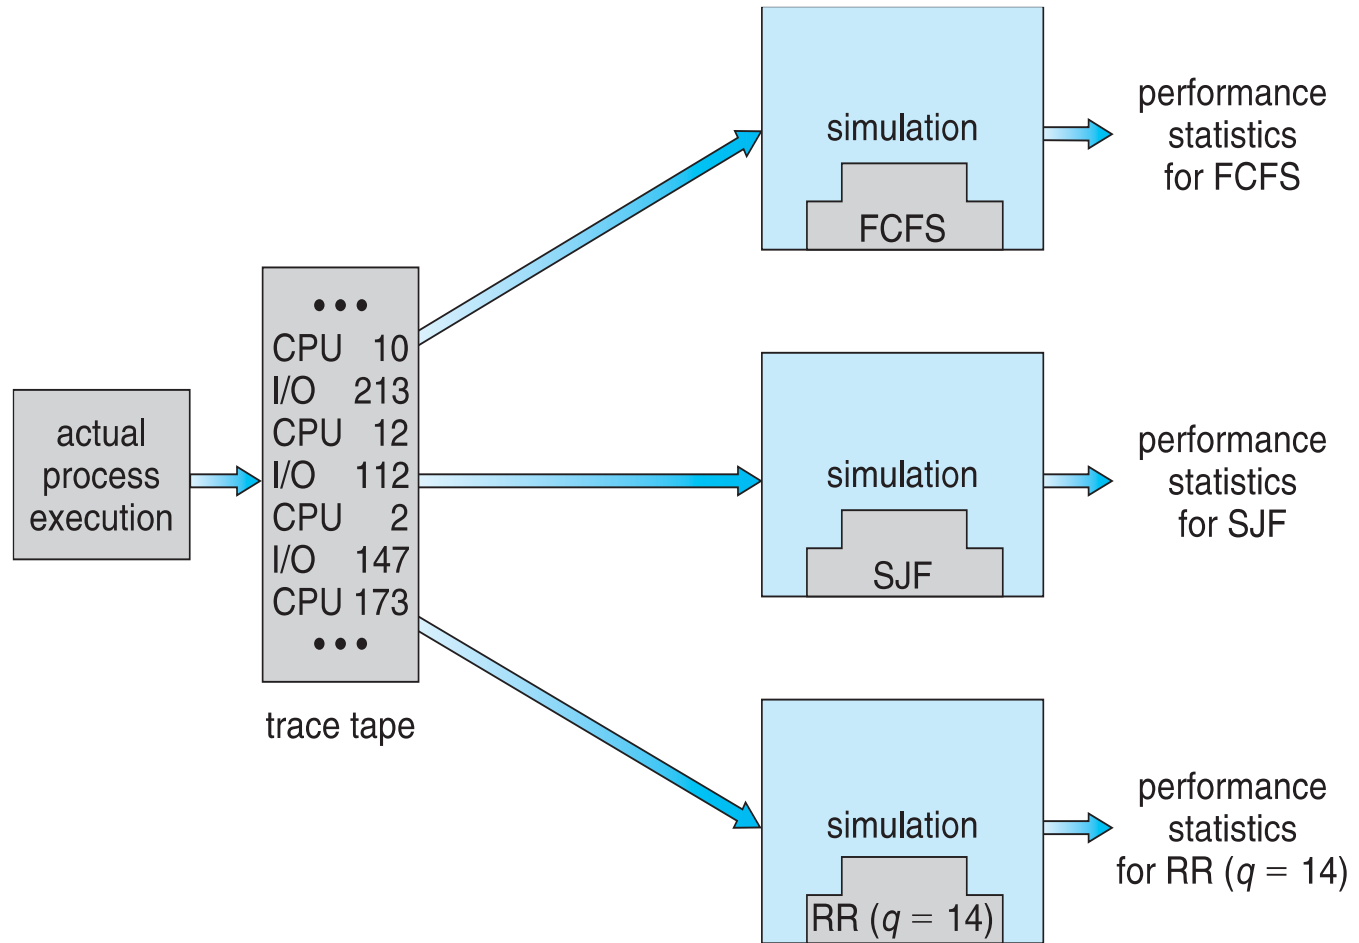 actual
process
execution
• • •
CPU 10
I/O 213
CPU 12
I/O 112
CPU 2
I/O 147
CPU 173
• • •
trace tape
simulation
FCFS
performance
statistics
for FCFS
simulation
SJF
performance
statistics
for SJF
simulation
RR (q = 14)
performance
statistics
for RR (q = 14)